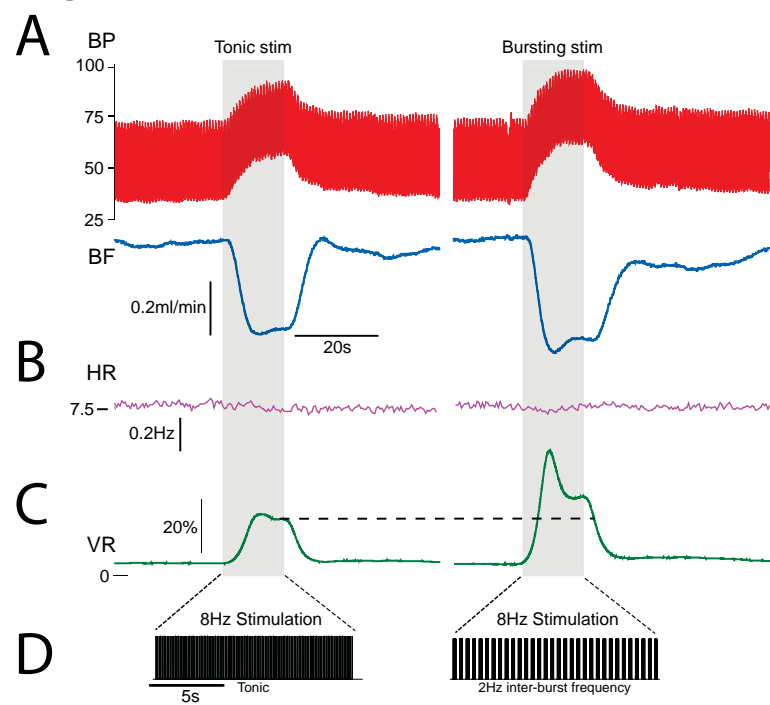 A
BP
Tonic stim
Bursting stim
100
75
50
25
BF
0.2ml/min
20s
B
HR
7.5
0.2Hz
C
20%
VR
0
8Hz Stimulation
8Hz Stimulation
D
5s
Tonic
2Hz inter-burst frequency